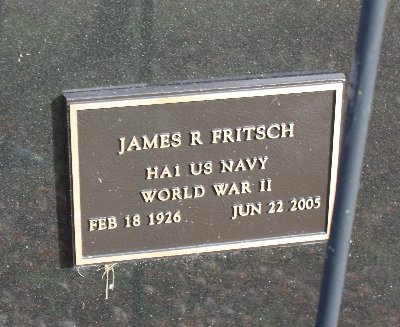 JAMES R FRITSCH
HA1 US NAVY
WORLD WAR II
FEB 18 1926 JUN 22 2005